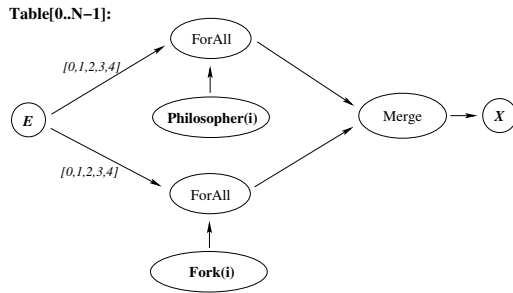 Table[0..N−1]:
ForAll
[0,1,2,3,4]
Philosopher(i)
E
Merge
X
[0,1,2,3,4]
ForAll
Fork(i)